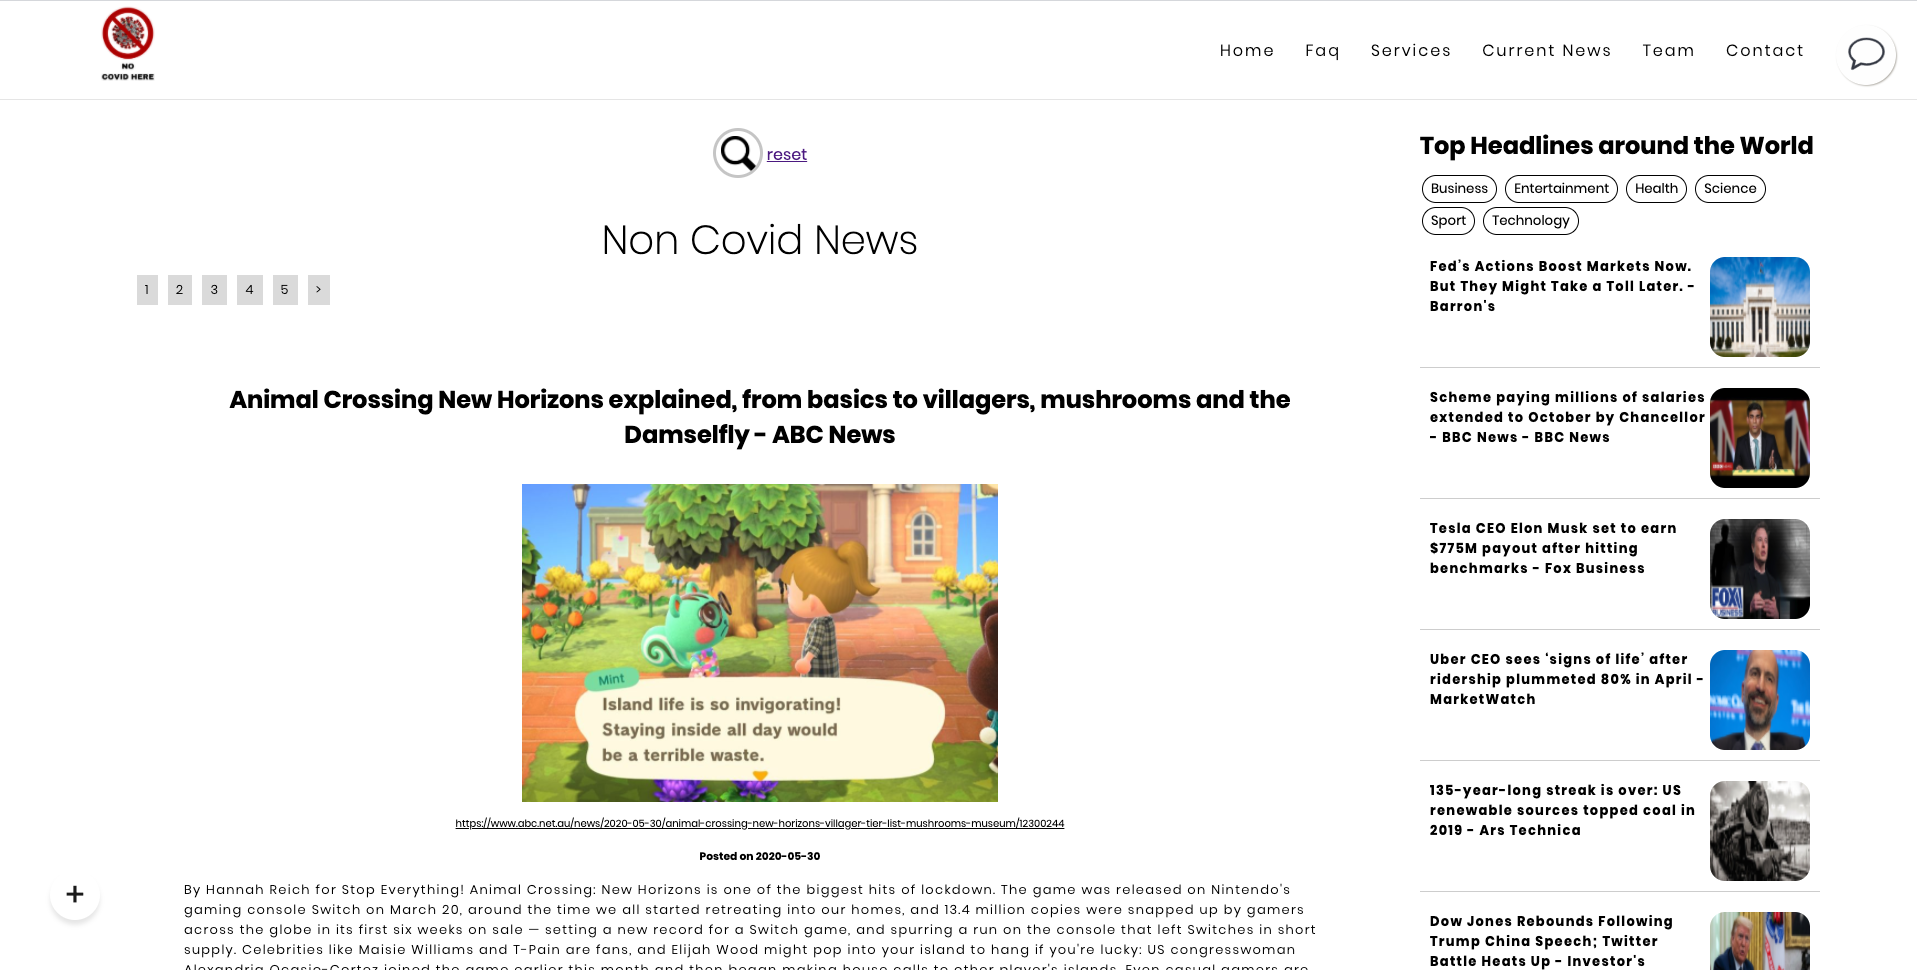 NO
COVID HERE
Home Faq Services Current News Team Contact
reset
Non Covid News
1 2 3 4 5 >
Animal Crossing New Horizons explained, from basics to villagers, mushrooms and the
Damselfly - ABC News
Mint
Island life is so invigorating!
Staying inside all day would
be a terrible waste.
https://www.abc.net.au/news/2020-05-30/animal-crossing-new-horizons-villager-tier-list-mushrooms-museum/12300244
Posted on 2020-05-30
By Hannah Reich for Stop Everything! Animal Crossing: New Horizons is one of the biggest hits of lockdown. The game was released on Nintendo's
gaming console Switch on March 20, around the time we all started retreating into our homes, and 13.4 million copies were snapped up by gamers
across the globe in its first six weeks on sale — setting a new record for a Switch game, and spurring a run on the console that left Switches in short
supply. Celebrities like Maisie Williams and T-Pain are fans, and Elijah Wood might pop into your island to hang if you're lucky: US congresswoman
Alexandria Ocasio-Cortez joined the game earlier this month and then began making house calls to other player's islands. Even casual gamers are
+
Top Headlines around the World
Business Entertainment Health Science
Sport Technology
Fed's Actions Boost Markets Now.
But They Might Take a Toll Later. -
Barron's
Scheme paying millions of salaries
extended to October by Chancellor
- BBC News - BBC News
Tesla CEO Elon Musk set to earn
$775M payout after hitting
benchmarks - Fox Business
FOX
BUSINESS
Uber CEO sees ‘signs of life’ after
ridership plummeted 80% in April -
MarketWatch
135-year-long streak is over: US
renewable sources topped coal in
2019 - Ars Technica
Dow Jones Rebounds Following
Trump China Speech; Twitter
Battle Heats Up - Investor's